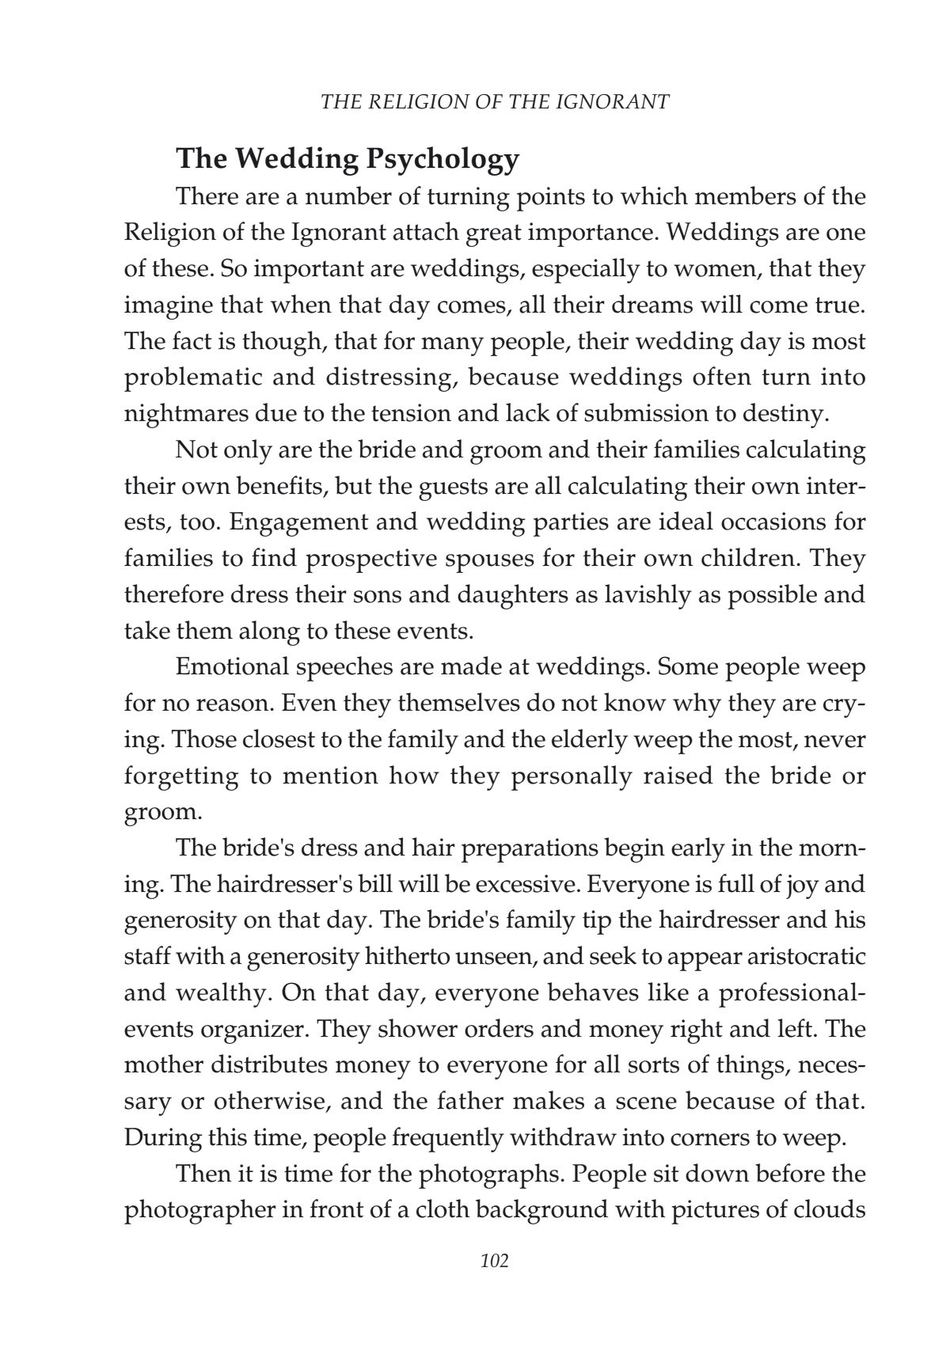 THE RELIGION OF THE IGNORANT
The Wedding Psychology
There are a number of turning points to which members of the
Religion of the Ignorant attach great importance. Weddings are one
of these. So important are weddings, especially to women, that they
imagine that when that day comes, all their dreams will come true.
The fact is though, that for many people, their wedding day is most
problematic and distressing, because weddings often turn into
nightmares due to the tension and lack of submission to destiny.
Not only are the bride and groom and their families calculating
their own benefits, but the guests are all calculating their own inter-
ests, too. Engagement and wedding parties are ideal occasions for
families to find prospective spouses for their own children. They
therefore dress their sons and daughters as lavishly as possible and
take them along to these events.
Emotional speeches are made at weddings. Some people weep
for no reason. Even they themselves do not know why they are cry-
ing. Those closest to the family and the elderly weep the most, never
forgetting to mention how they personally raised the bride or
groom.
The bride's dress and hair preparations begin early in the morn-
ing. The hairdresser's bill will be excessive. Everyone is full of joy and
generosity on that day. The bride's family tip the hairdresser and his
staff with a generosity hitherto unseen, and seek to appear aristocratic
and wealthy. On that day, everyone behaves like a professional-
events organizer. They shower orders and money right and left. The
mother distributes money to everyone for all sorts of things, neces-
sary or otherwise, and the father makes a scene because of that.
During this time, people frequently withdraw into corners to weep.
Then it is time for the photographs. People sit down before the
photographer in front of a cloth background with pictures of clouds
102